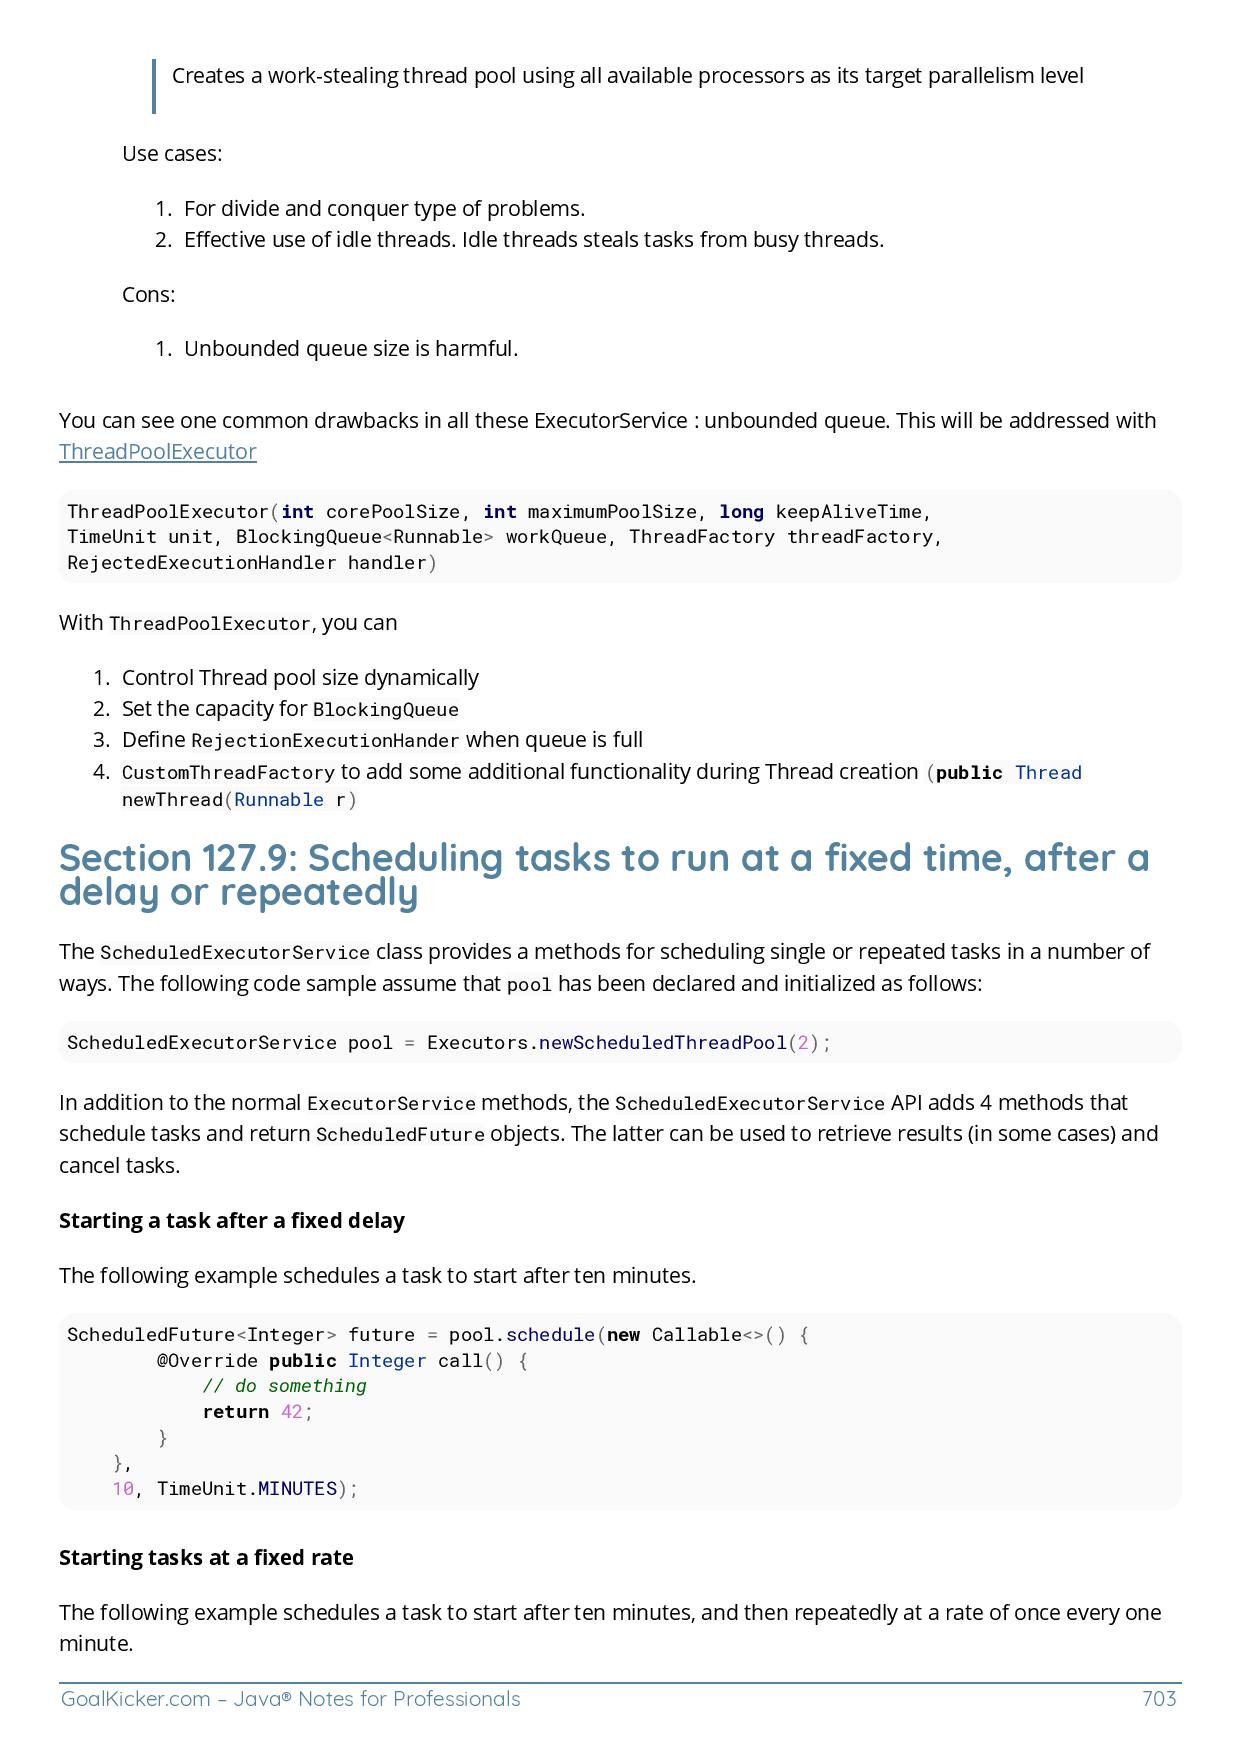 Creates a work-stealing thread pool using all available processors as its target parallelism level
Use cases:
1. For divide and conquer type of problems.
2. Effective use of idle threads. Idle threads steals tasks from busy threads.
Cons:
1. Unbounded queue size is harmful.
You can see one common drawbacks in all these ExecutorService : unbounded queue. This will be addressed with
ThreadPoolExecutor
ThreadPoolExecutor(int corePoolSize, int maximumPoolSize, long keepAliveTime,
TimeUnit unit, BlockingQueue<Runnable> workQueue, ThreadFactory threadFactory,
RejectedExecutionHandler handler)
With ThreadPoolExecutor, you can
1. Control Thread pool size dynamically
2. Set the capacity for BlockingQueue
3. Define RejectionExecutionHander when queue is full
4. CustomThreadFactory to add some additional functionality during Thread creation (public Thread
newThread(Runnable r)
Section 127.9: Scheduling tasks to run at a fixed time, after a
delay or repeatedly
The ScheduledExecutorService class provides a methods for scheduling single or repeated tasks in a number of
ways. The following code sample assume that pool has been declared and initialized as follows:
ScheduledExecutorService pool = Executors.newScheduledThreadPool(2);
In addition to the normal ExecutorService methods, the ScheduledExecutorService API adds 4 methods that
schedule tasks and return ScheduledFuture objects. The latter can be used to retrieve results (in some cases) and
cancel tasks.
Starting a task after a fixed delay
The following example schedules a task to start after ten minutes.
ScheduledFuture<Integer> future = pool.schedule(new Callable<>() {
        @Override public Integer call() {
            // do something
            return 42;
        }
    },
    10, TimeUnit.MINUTES);
Starting tasks at a fixed rate
The following example schedules a task to start after ten minutes, and then repeatedly at a rate of once every one
minute.
GoalKicker.com – Java® Notes for Professionals 703